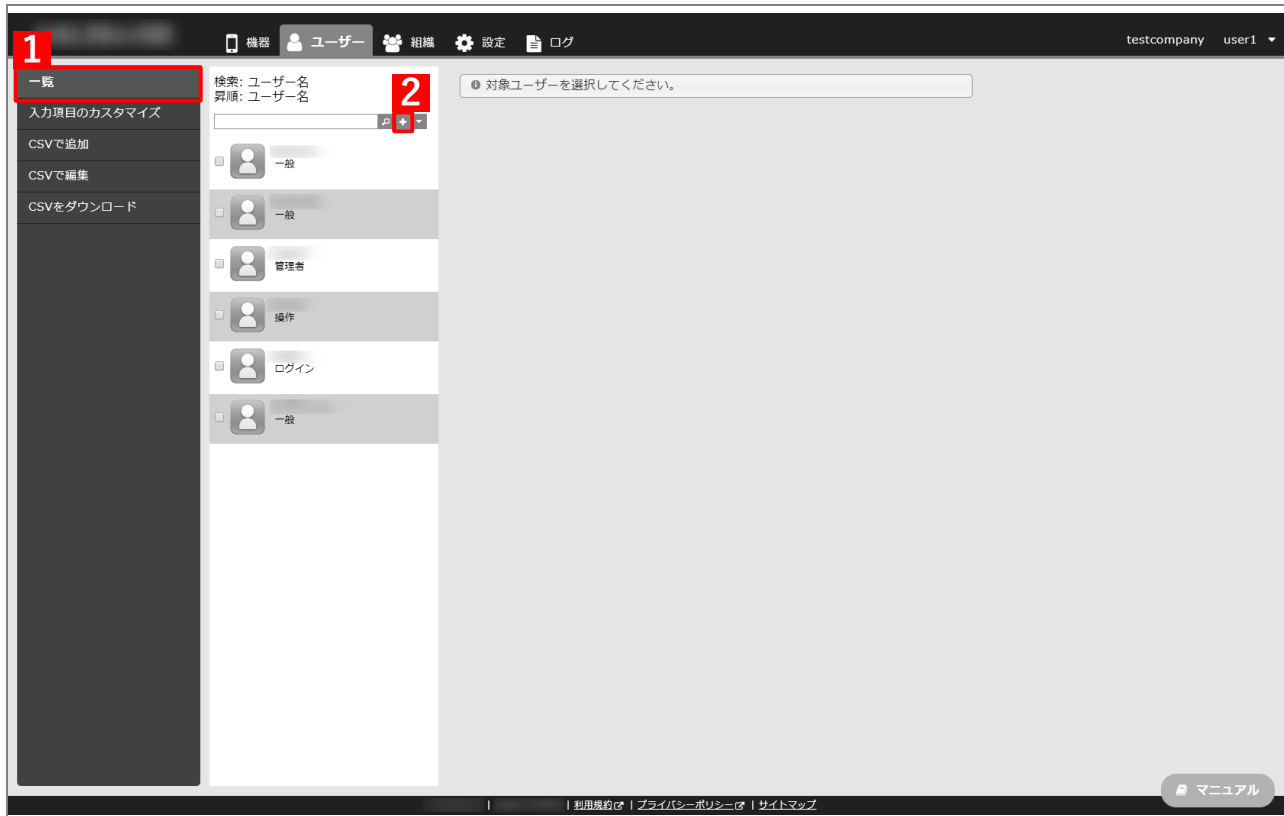 1
機器 ユーザー 組織 設定 ログ testcompany user1
一覧
入力項目のカスタマイズ
CSVで追加
CSVで編集
CSVをダウンロード
検索: ユーザー名
昇順: ユーザー名
2
一般
一般
管理者
操作
ログイン
一般
対象ユーザーを選択してください。
マニュアル
| | 利用規約 | プライバシーポリシー | サイトマップ